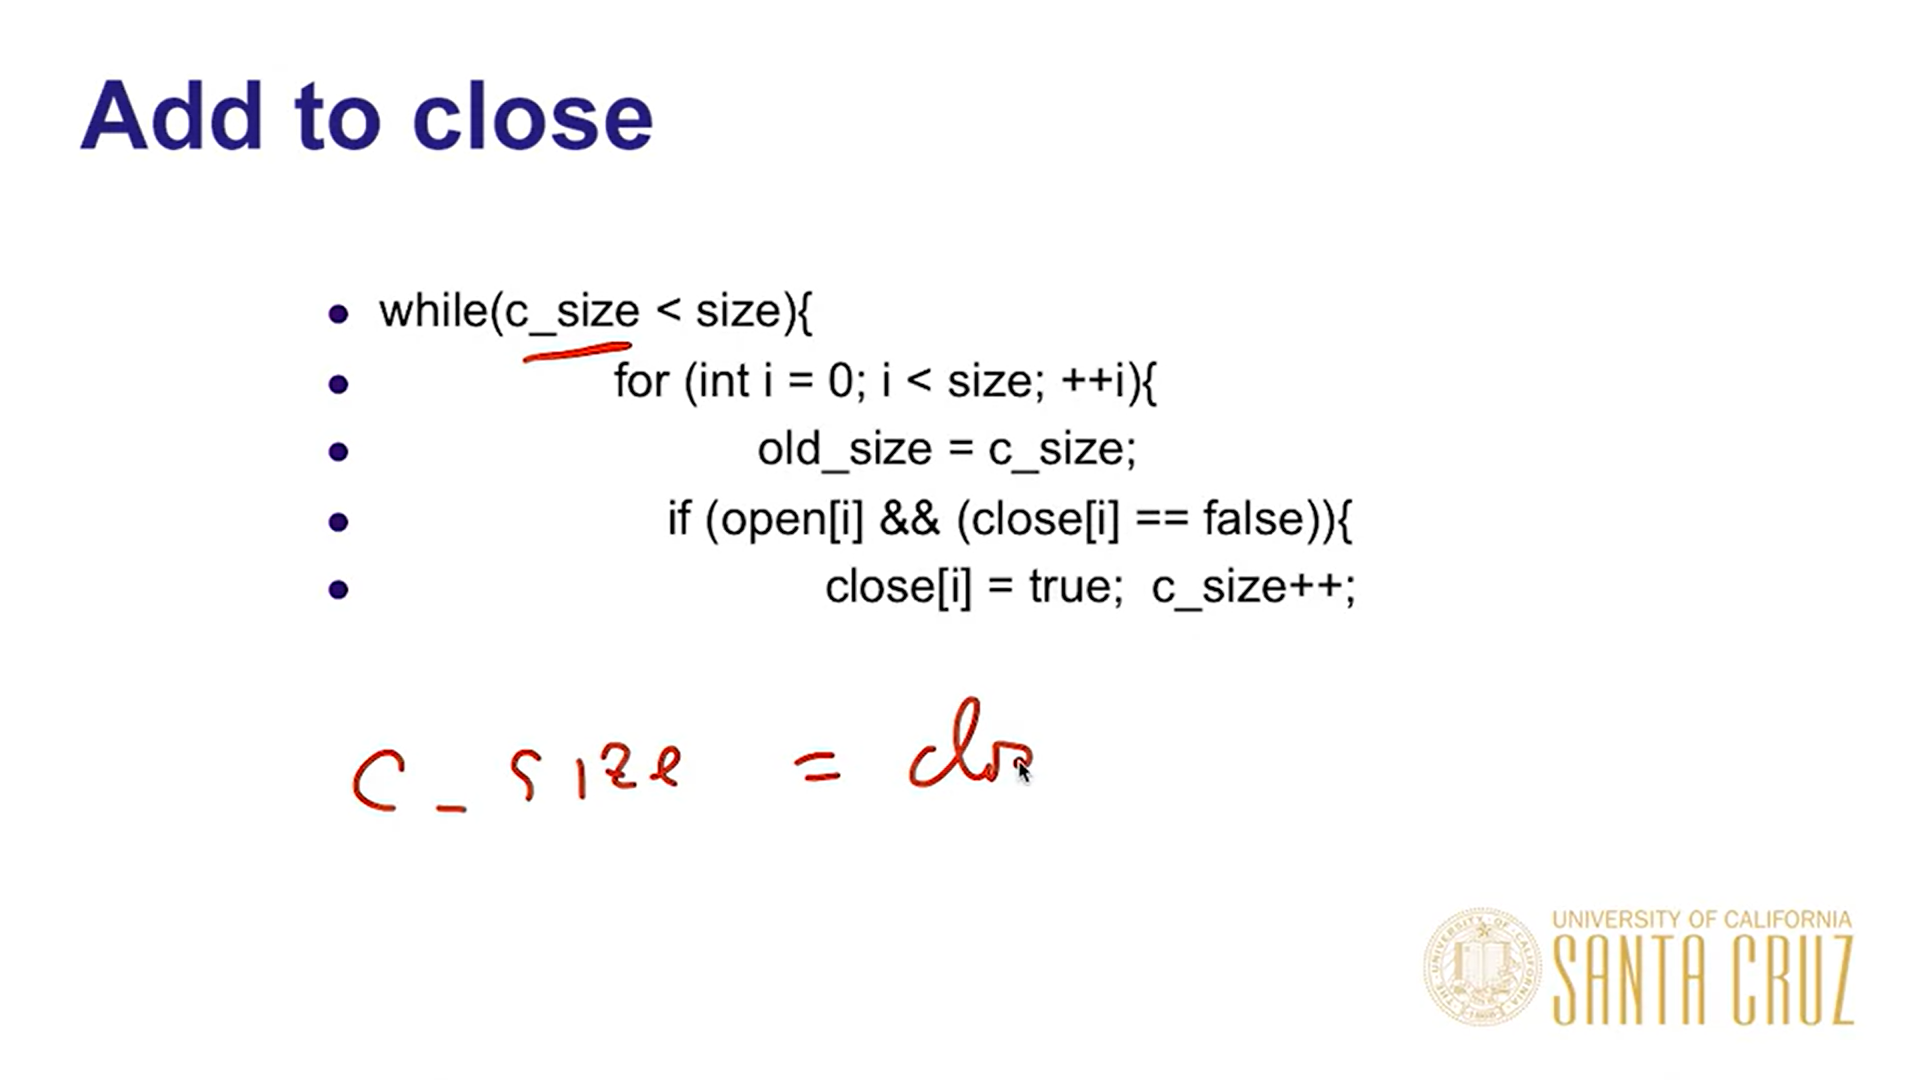 Add to close
while(c_size < size){
for (int i = 0; i < size; ++i){
old_size = c_size;
if (open[i] && (close[i] == false)){
close[i] = true; c_size++;
c_size = clos
UNIVERSITY OF CALIFORNIA
SANTA CRUZ